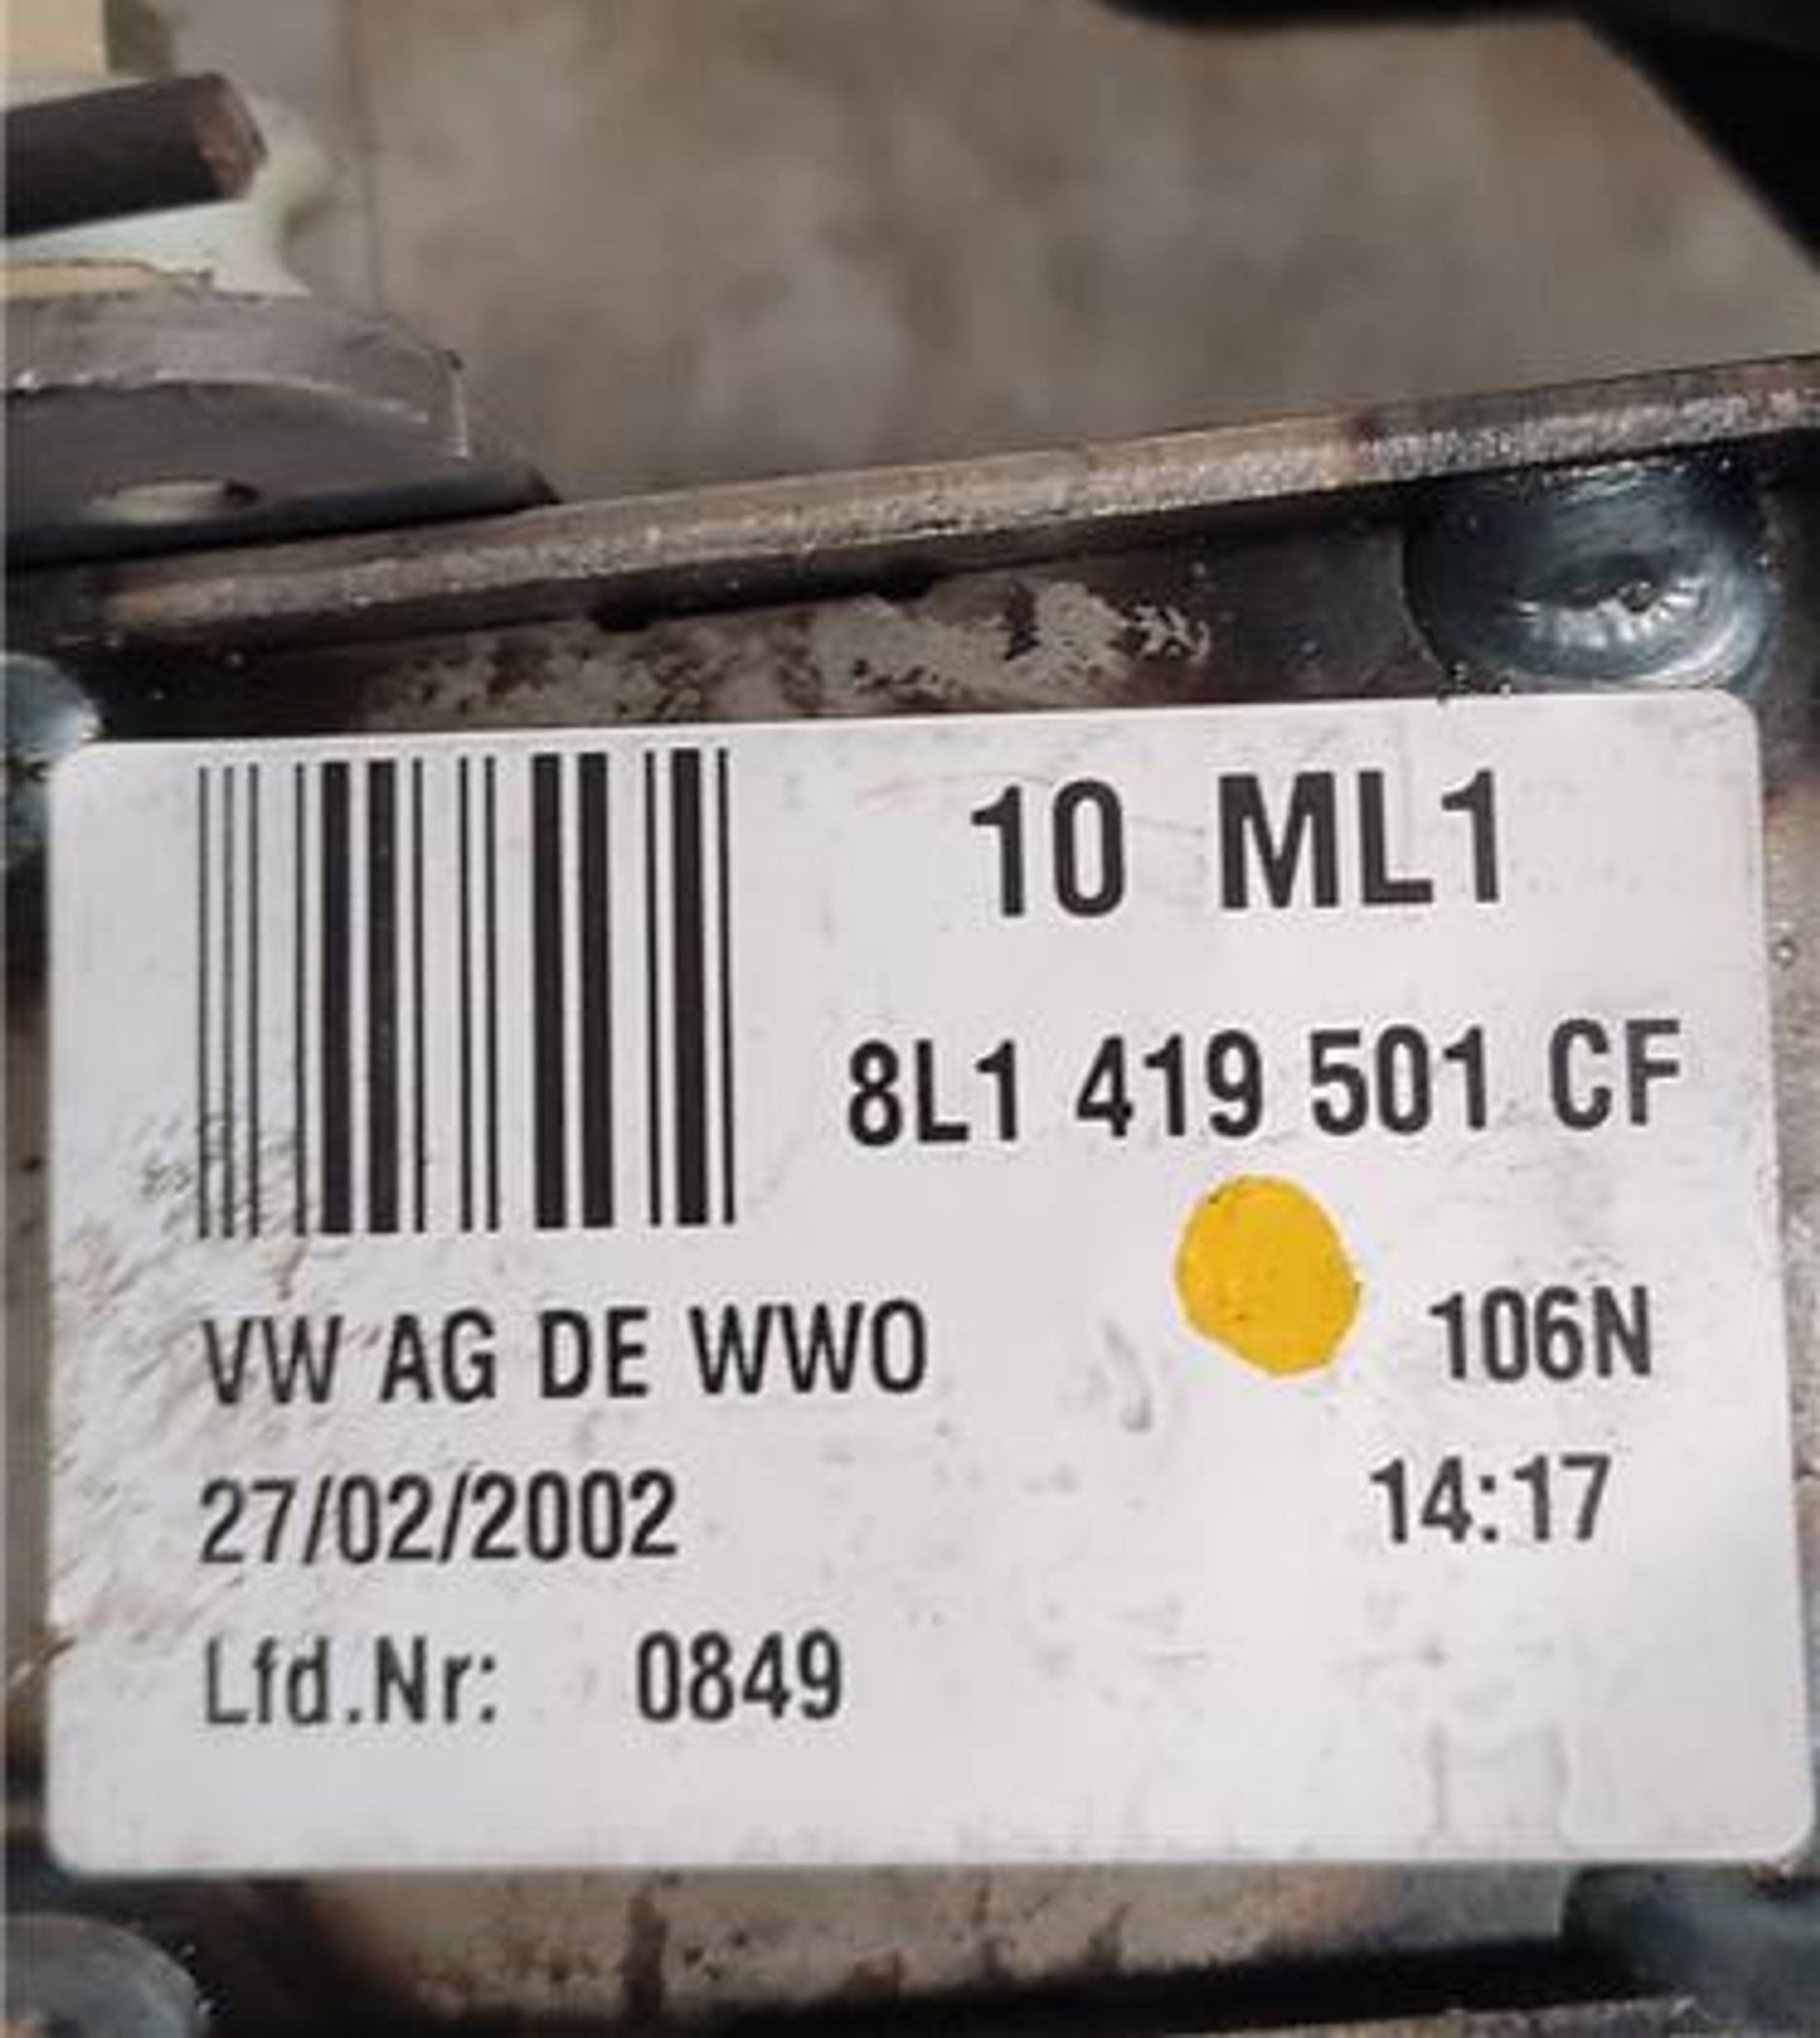 10 ML1
8L1 419 501 CF
VW AG DE WWO 106N
27/02/2002 14:17
Lfd.Nr: 0849